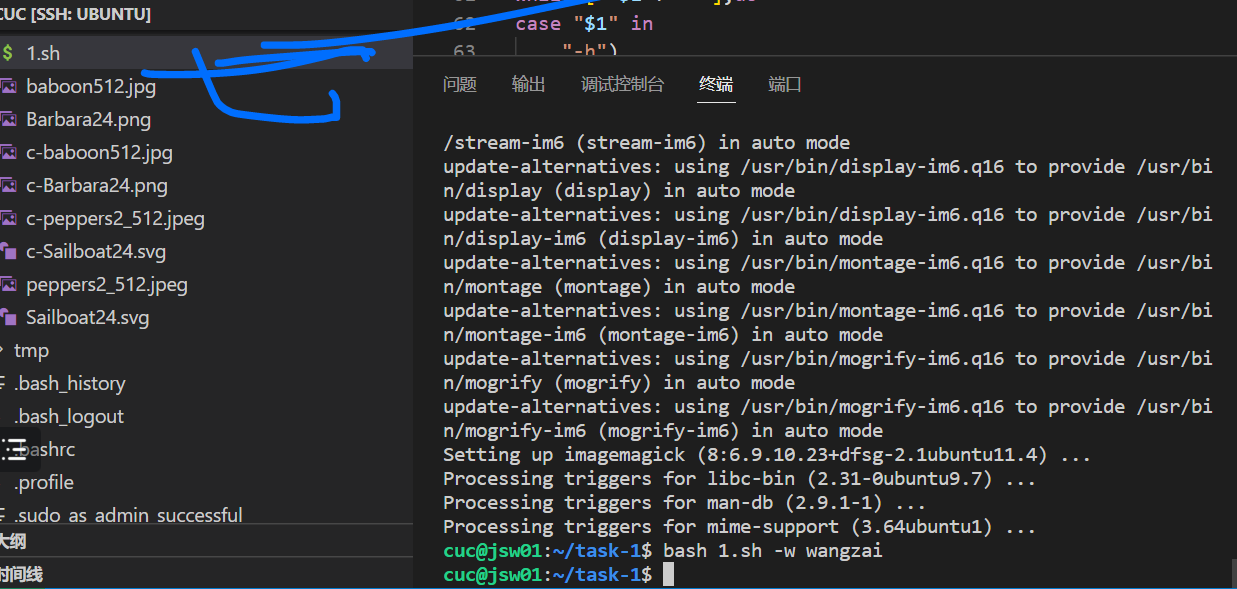 CUC [SSH: UBUNTU]
$ 1.sh
baboon512.jpg
Barbara24.png
c-baboon512.jpg
c-Barbara24.png
c-peppers2_512.jpeg
c-Sailboat24.svg
peppers2_512.jpeg
Sailboat24.svg
tmp
.bash_history
.bash_logout
.bashrc
.profile
.sudo_as_admin_successful
大纲
时间线
62 case "$1" in
63 "-h")
问题 输出 调试控制台 终端 端口
/stream-im6 (stream-im6) in auto mode
update-alternatives: using /usr/bin/display-im6.q16 to provide /usr/bi
n/display (display) in auto mode
update-alternatives: using /usr/bin/display-im6.q16 to provide /usr/bi
n/display-im6 (display-im6) in auto mode
update-alternatives: using /usr/bin/montage-im6.q16 to provide /usr/bi
n/montage (montage) in auto mode
update-alternatives: using /usr/bin/montage-im6.q16 to provide /usr/bi
n/montage-im6 (montage-im6) in auto mode
update-alternatives: using /usr/bin/mogrify-im6.q16 to provide /usr/bi
n/mogrify (mogrify) in auto mode
update-alternatives: using /usr/bin/mogrify-im6.q16 to provide /usr/bi
n/mogrify-im6 (mogrify-im6) in auto mode
Setting up imagemagick (8:6.9.10.23+dfsg-2.1ubuntu11.4) ...
Processing triggers for libc-bin (2.31-0ubuntu9.7) ...
Processing triggers for man-db (2.9.1-1) ...
Processing triggers for mime-support (3.64ubuntu1) ...
cuc@jsw01:~/task-1$ bash 1.sh -w wangzai
cuc@jsw01:~/task-1$